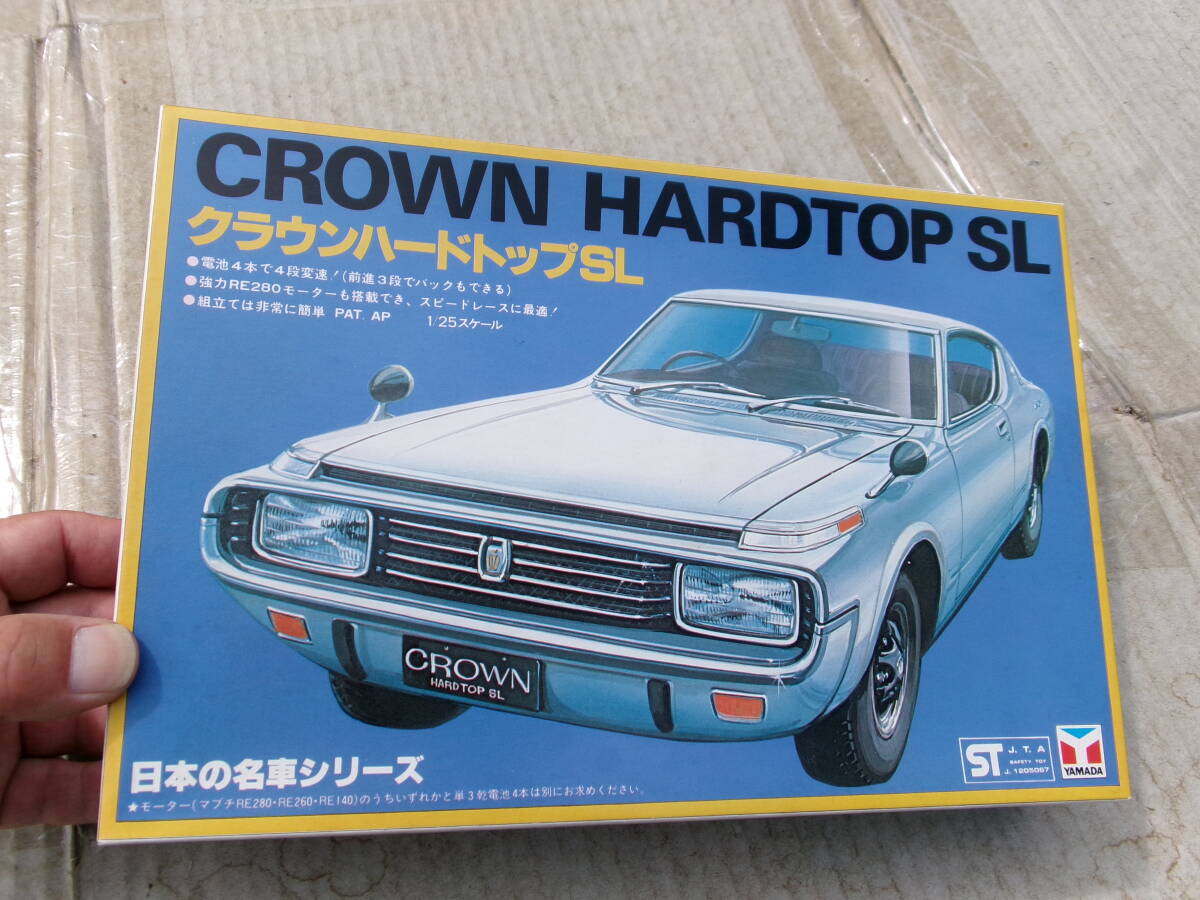 CROWN HARDTOP SL
クラウンハードトップSL
●電池4本で4段変速！(前進3段でバックもできる)
●強力RE280モーターも搭載でき、スピードレースに最適！
●組立ては非常に簡単 PAT. AP 1/25スケール
CROWN
HARDTOP SL
日本の名車シリーズ
★モーター(マブチRE280・RE260・RE140)のうちいずれかと単3乾電池4本は別にお求めください。
ST J. T. A
SAFETY TOY
J. 1205067
YAMADA